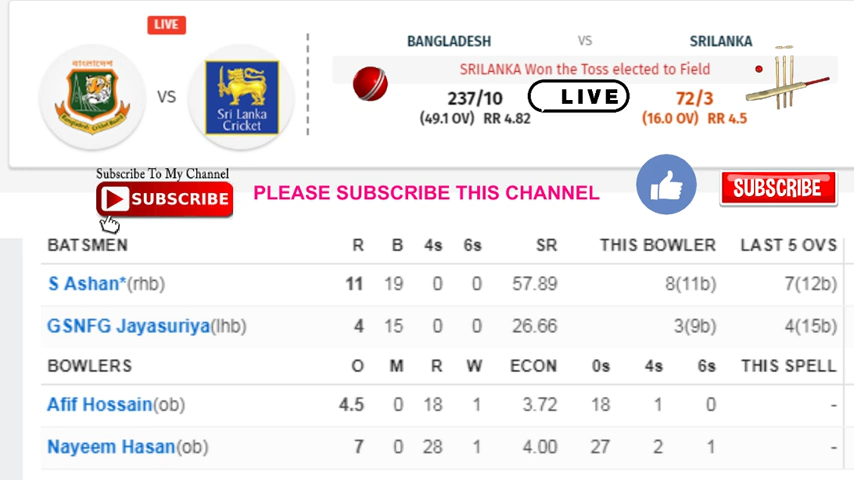 LIVE
BANGLADESH VS SRILANKA
SRILANKA Won the Toss elected to Field
237/10 LIVE 72/3
(49.1 OV) RR 4.82 (16.0 OV) RR 4.5
বাংলাদেশ
VS
Sri Lanka
Cricket
Subscribe To My Channel
SUBSCRIBE
PLEASE SUBSCRIBE THIS CHANNEL
SUBSCRIBE
BATSMEN R B 4s 6s SR THIS BOWLER LAST 5 OVS
S Ashan*(rhb) 11 19 0 0 57.89 8(11b) 7(12b)
GSNFG Jayasuriya(lhb) 4 15 0 0 26.66 3(9b) 4(15b)
BOWLERS O M R W ECON 0s 4s 6s THIS SPELL
Afif Hossain(ob) 4.5 0 18 1 3.72 18 1 0 -
Nayeem Hasan(ob) 7 0 28 1 4.00 27 2 1 -